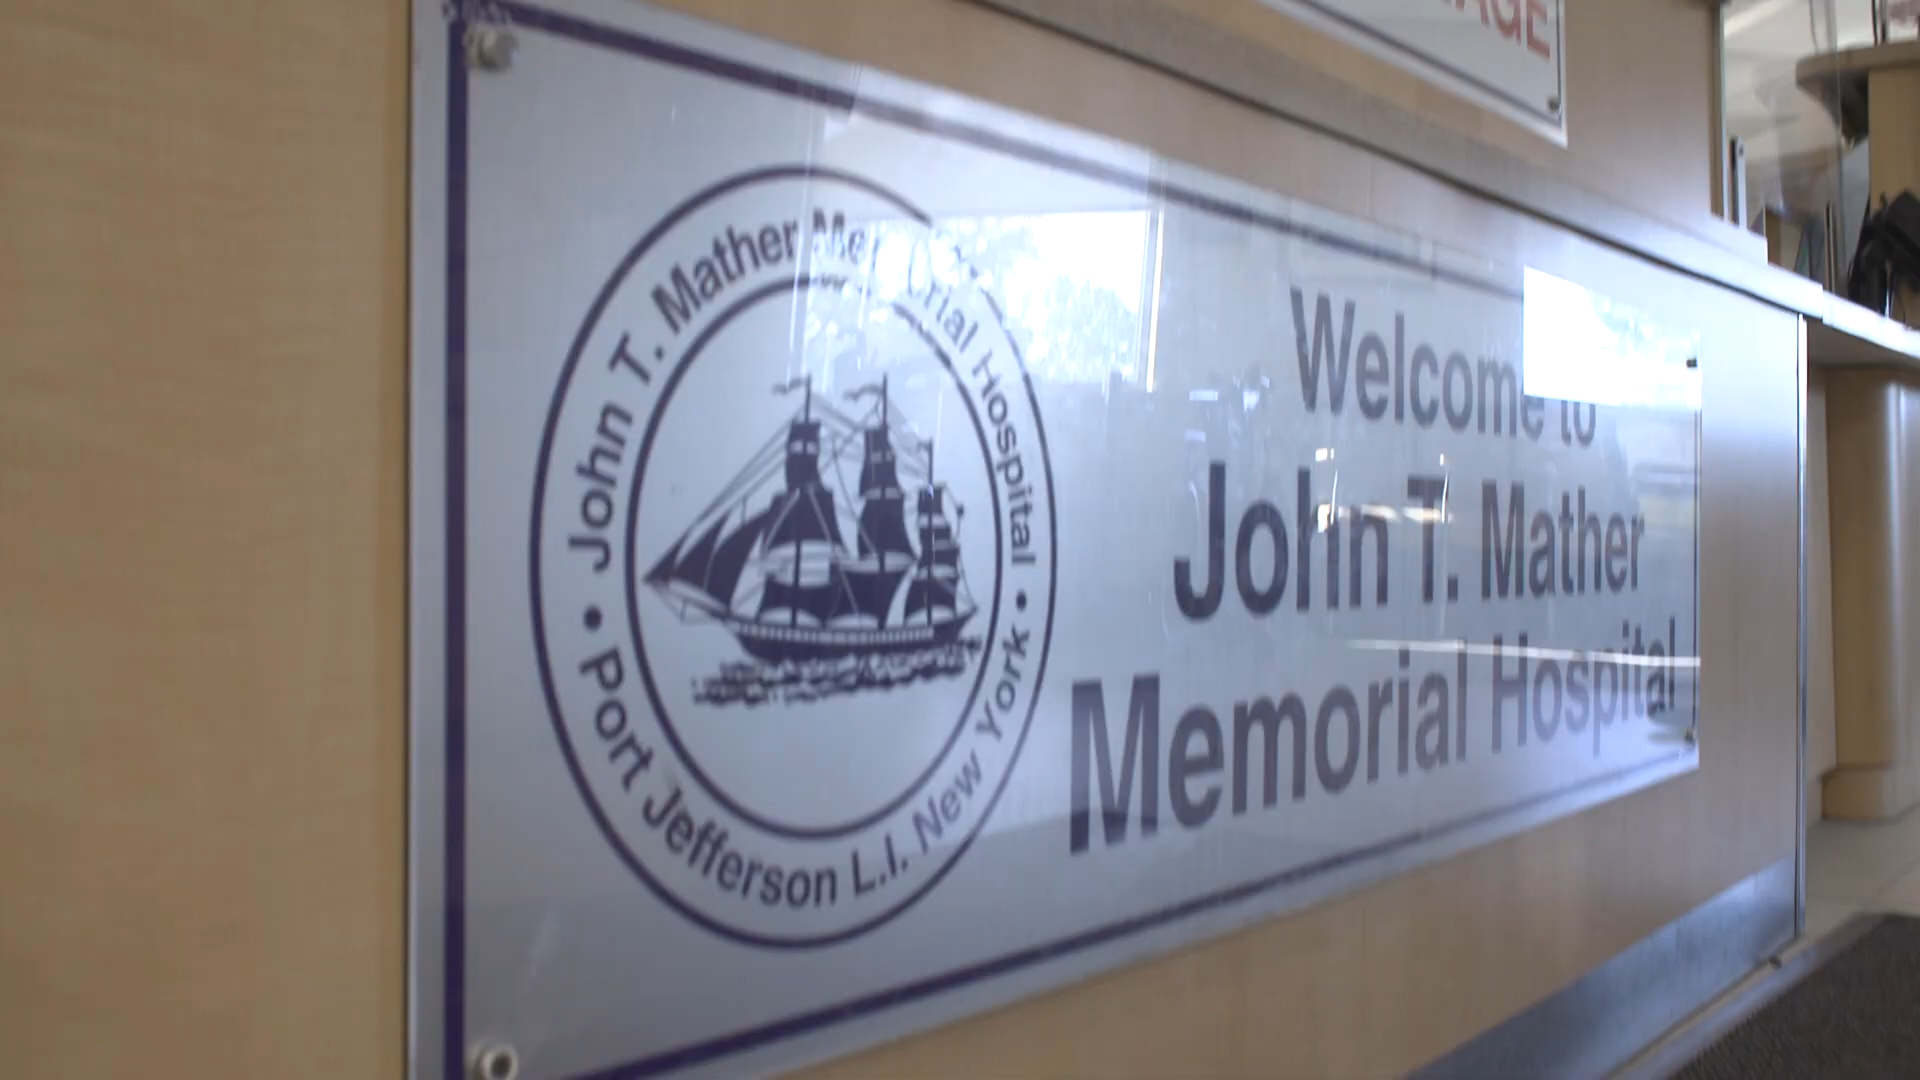 John T. Mather Memorial Hospital
• Port Jefferson L.I. New York •
Welcome to
John T. Mather
Memorial Hospital